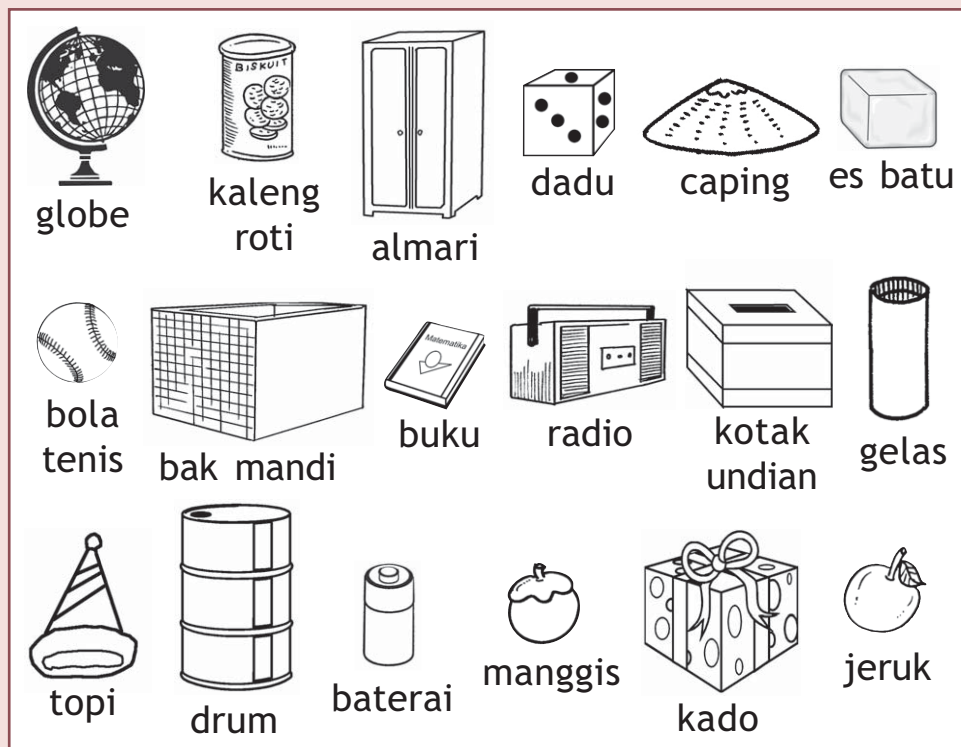 BISKUIT
globe
kaleng
roti
almari
dadu
caping
es batu
Matematika
bola
tenis
bak mandi
buku
radio
kotak
undian
gelas
topi
drum
baterai
manggis
kado
jeruk